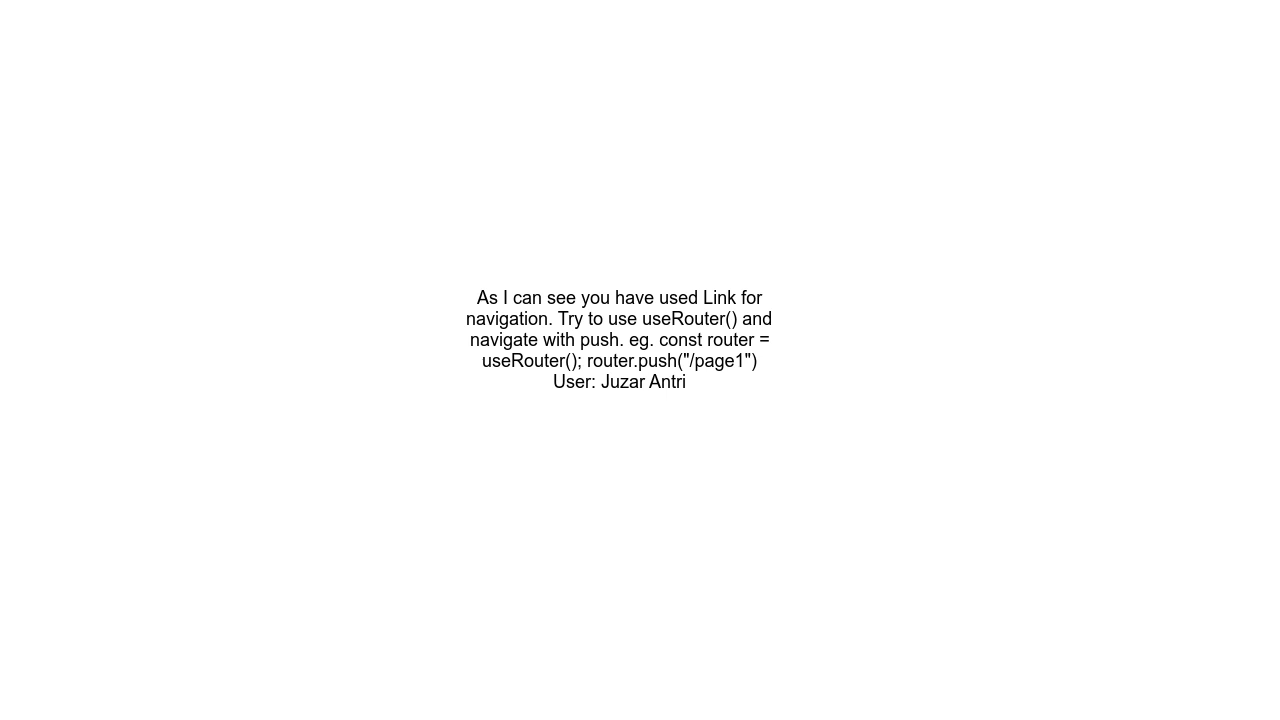 As I can see you have used Link for
navigation. Try to use useRouter() and
navigate with push. eg. const router =
useRouter(); router.push("/page1")
User: Juzar Antri